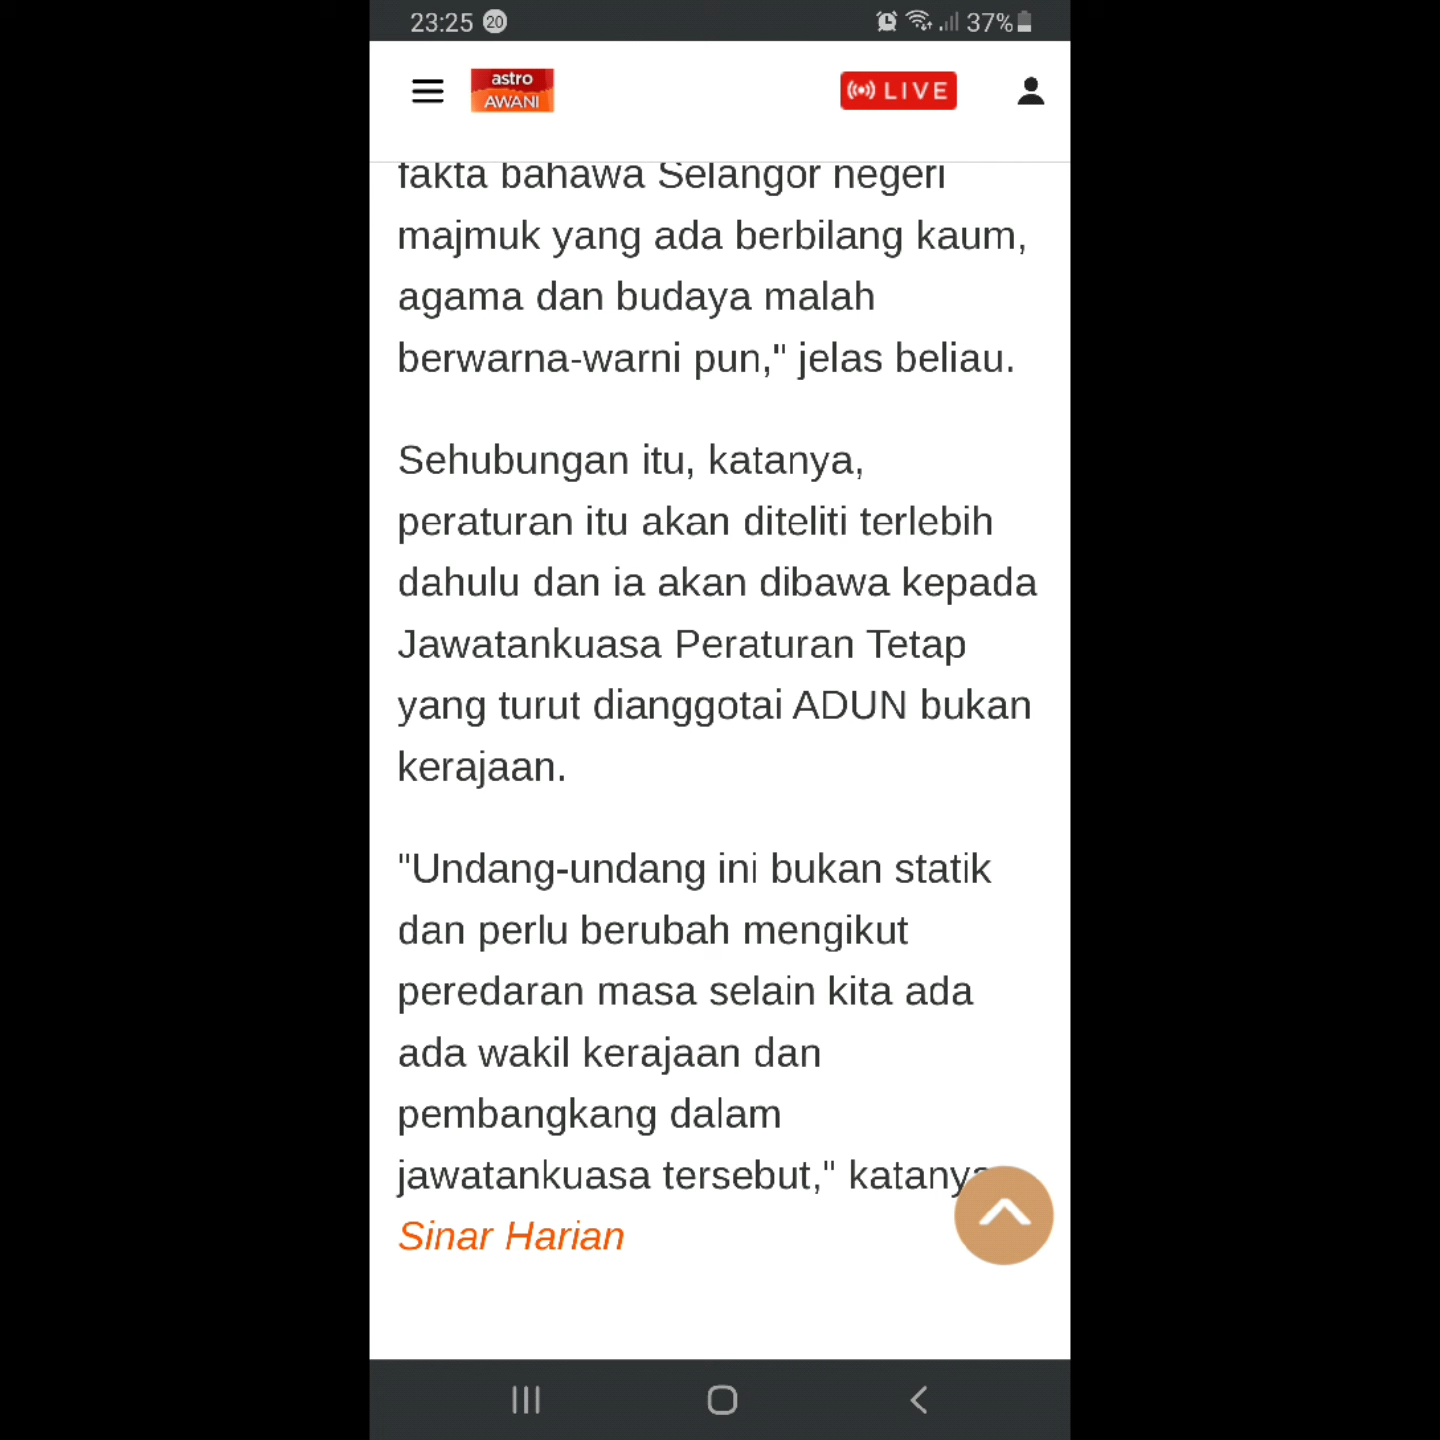 23:25 20 37%
astro
AWANI
LIVE
fakta bahawa Selangor negeri
majmuk yang ada berbilang kaum,
agama dan budaya malah
berwarna-warni pun," jelas beliau.
Sehubungan itu, katanya,
peraturan itu akan diteliti terlebih
dahulu dan ia akan dibawa kepada
Jawatankuasa Peraturan Tetap
yang turut dianggotai ADUN bukan
kerajaan.
"Undang-undang ini bukan statik
dan perlu berubah mengikut
peredaran masa selain kita ada
ada wakil kerajaan dan
pembangkang dalam
jawatankuasa tersebut," katanya
Sinar Harian